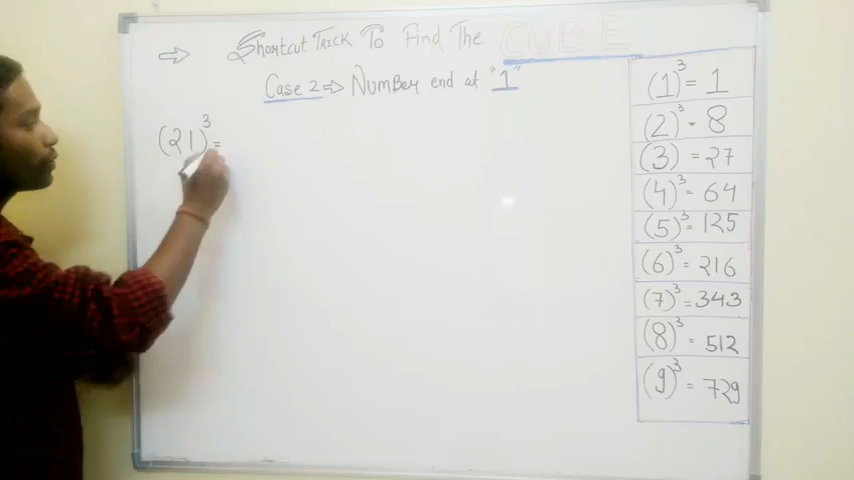 ⇒ Shortcut Trick To Find The CUBE
Case 2 ⇒ Number end at "1"
(21)³ =
(1)³ = 1
(2)³ - 8
(3) = 27
(4)³ = 64
(5)³ = 125
(6)³ = 216
(7)³ = 343
(8)³ = 512
(9)³ = 729